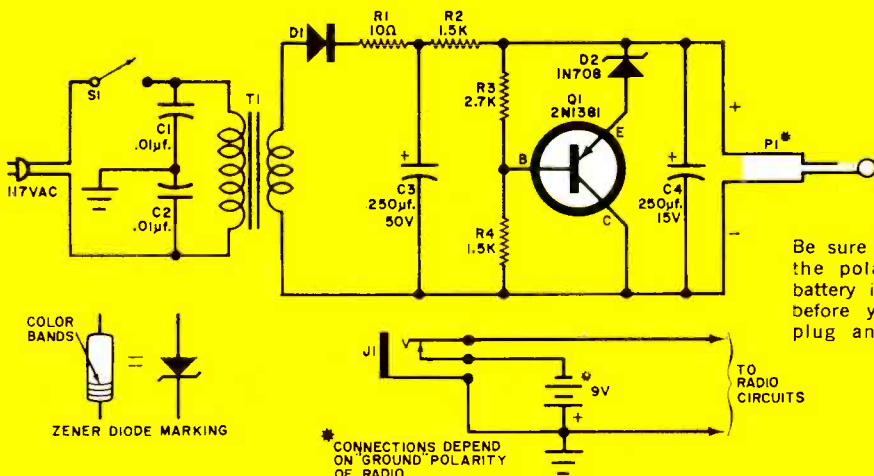 D1
R1
10Ω
R2
1.5K
D2
1N708
S1
R3
2.7K
Q1
2N1381
T1
C1
.01µf.
+
P1*
B
E
C
+
C3
250µf.
50V
+
C4
250µf.
15V
117VAC
C2
.01µf.
R4
1.5K
−
Be sure
the pola
battery i
before y
plug an
COLOR
BANDS
=
J1
*
9V
+
TO
RADIO
CIRCUITS
ZENER DIODE MARKING
*CONNECTIONS DEPEND
ON "GROUND" POLARITY
OF RADIO